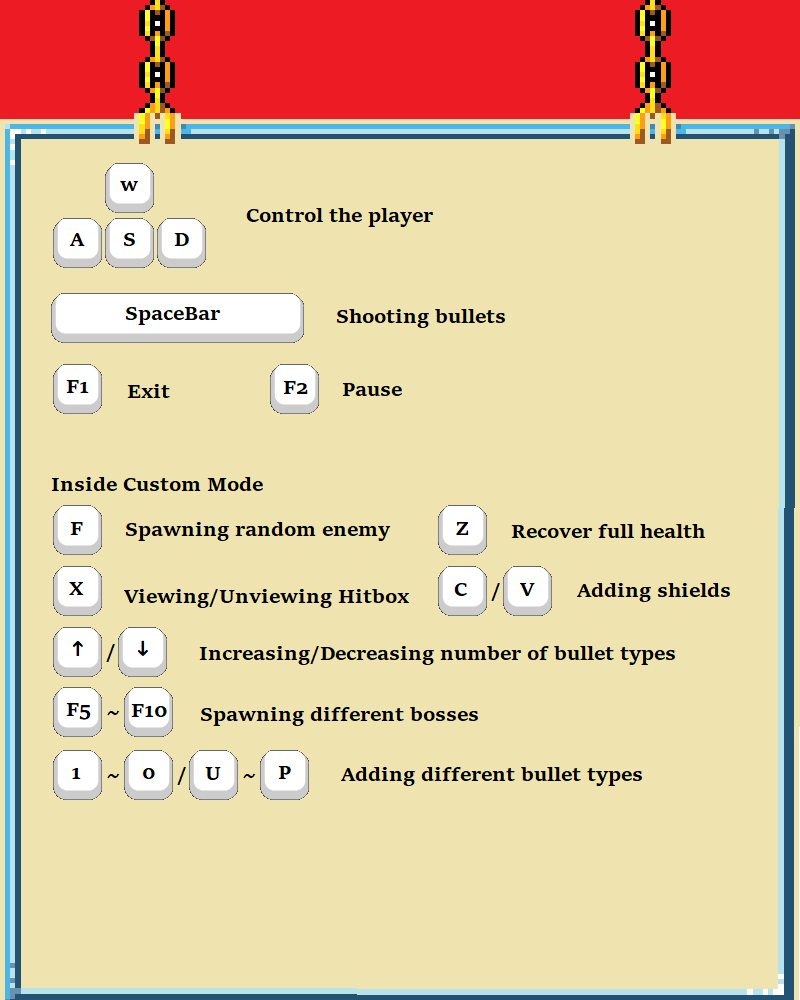 w
A S D Control the player
SpaceBar Shooting bullets
F1 Exit F2 Pause
Inside Custom Mode
F Spawning random enemy Z Recover full health
X Viewing/Unviewing Hitbox C / V Adding shields
↑ / ↓ Increasing/Decreasing number of bullet types
F5 ~ F10 Spawning different bosses
1 ~ 0 / U ~ P Adding different bullet types